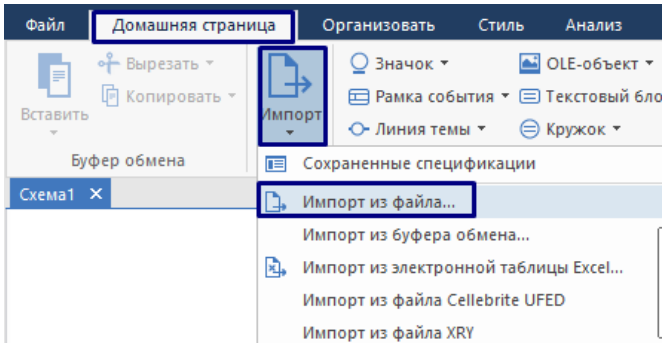 Файл Домашняя страница Организовать Стиль Анализ
Вырезать Значок OLE-объект
Копировать Рамка события Текстовый бло
Вставить Импорт Линия темы Кружок
Буфер обмена
Сохраненные спецификации
Схема1
Импорт из файла...
Импорт из буфера обмена...
Импорт из электронной таблицы Excel...
Импорт из файла Cellebrite UFED
Импорт из файла XRY